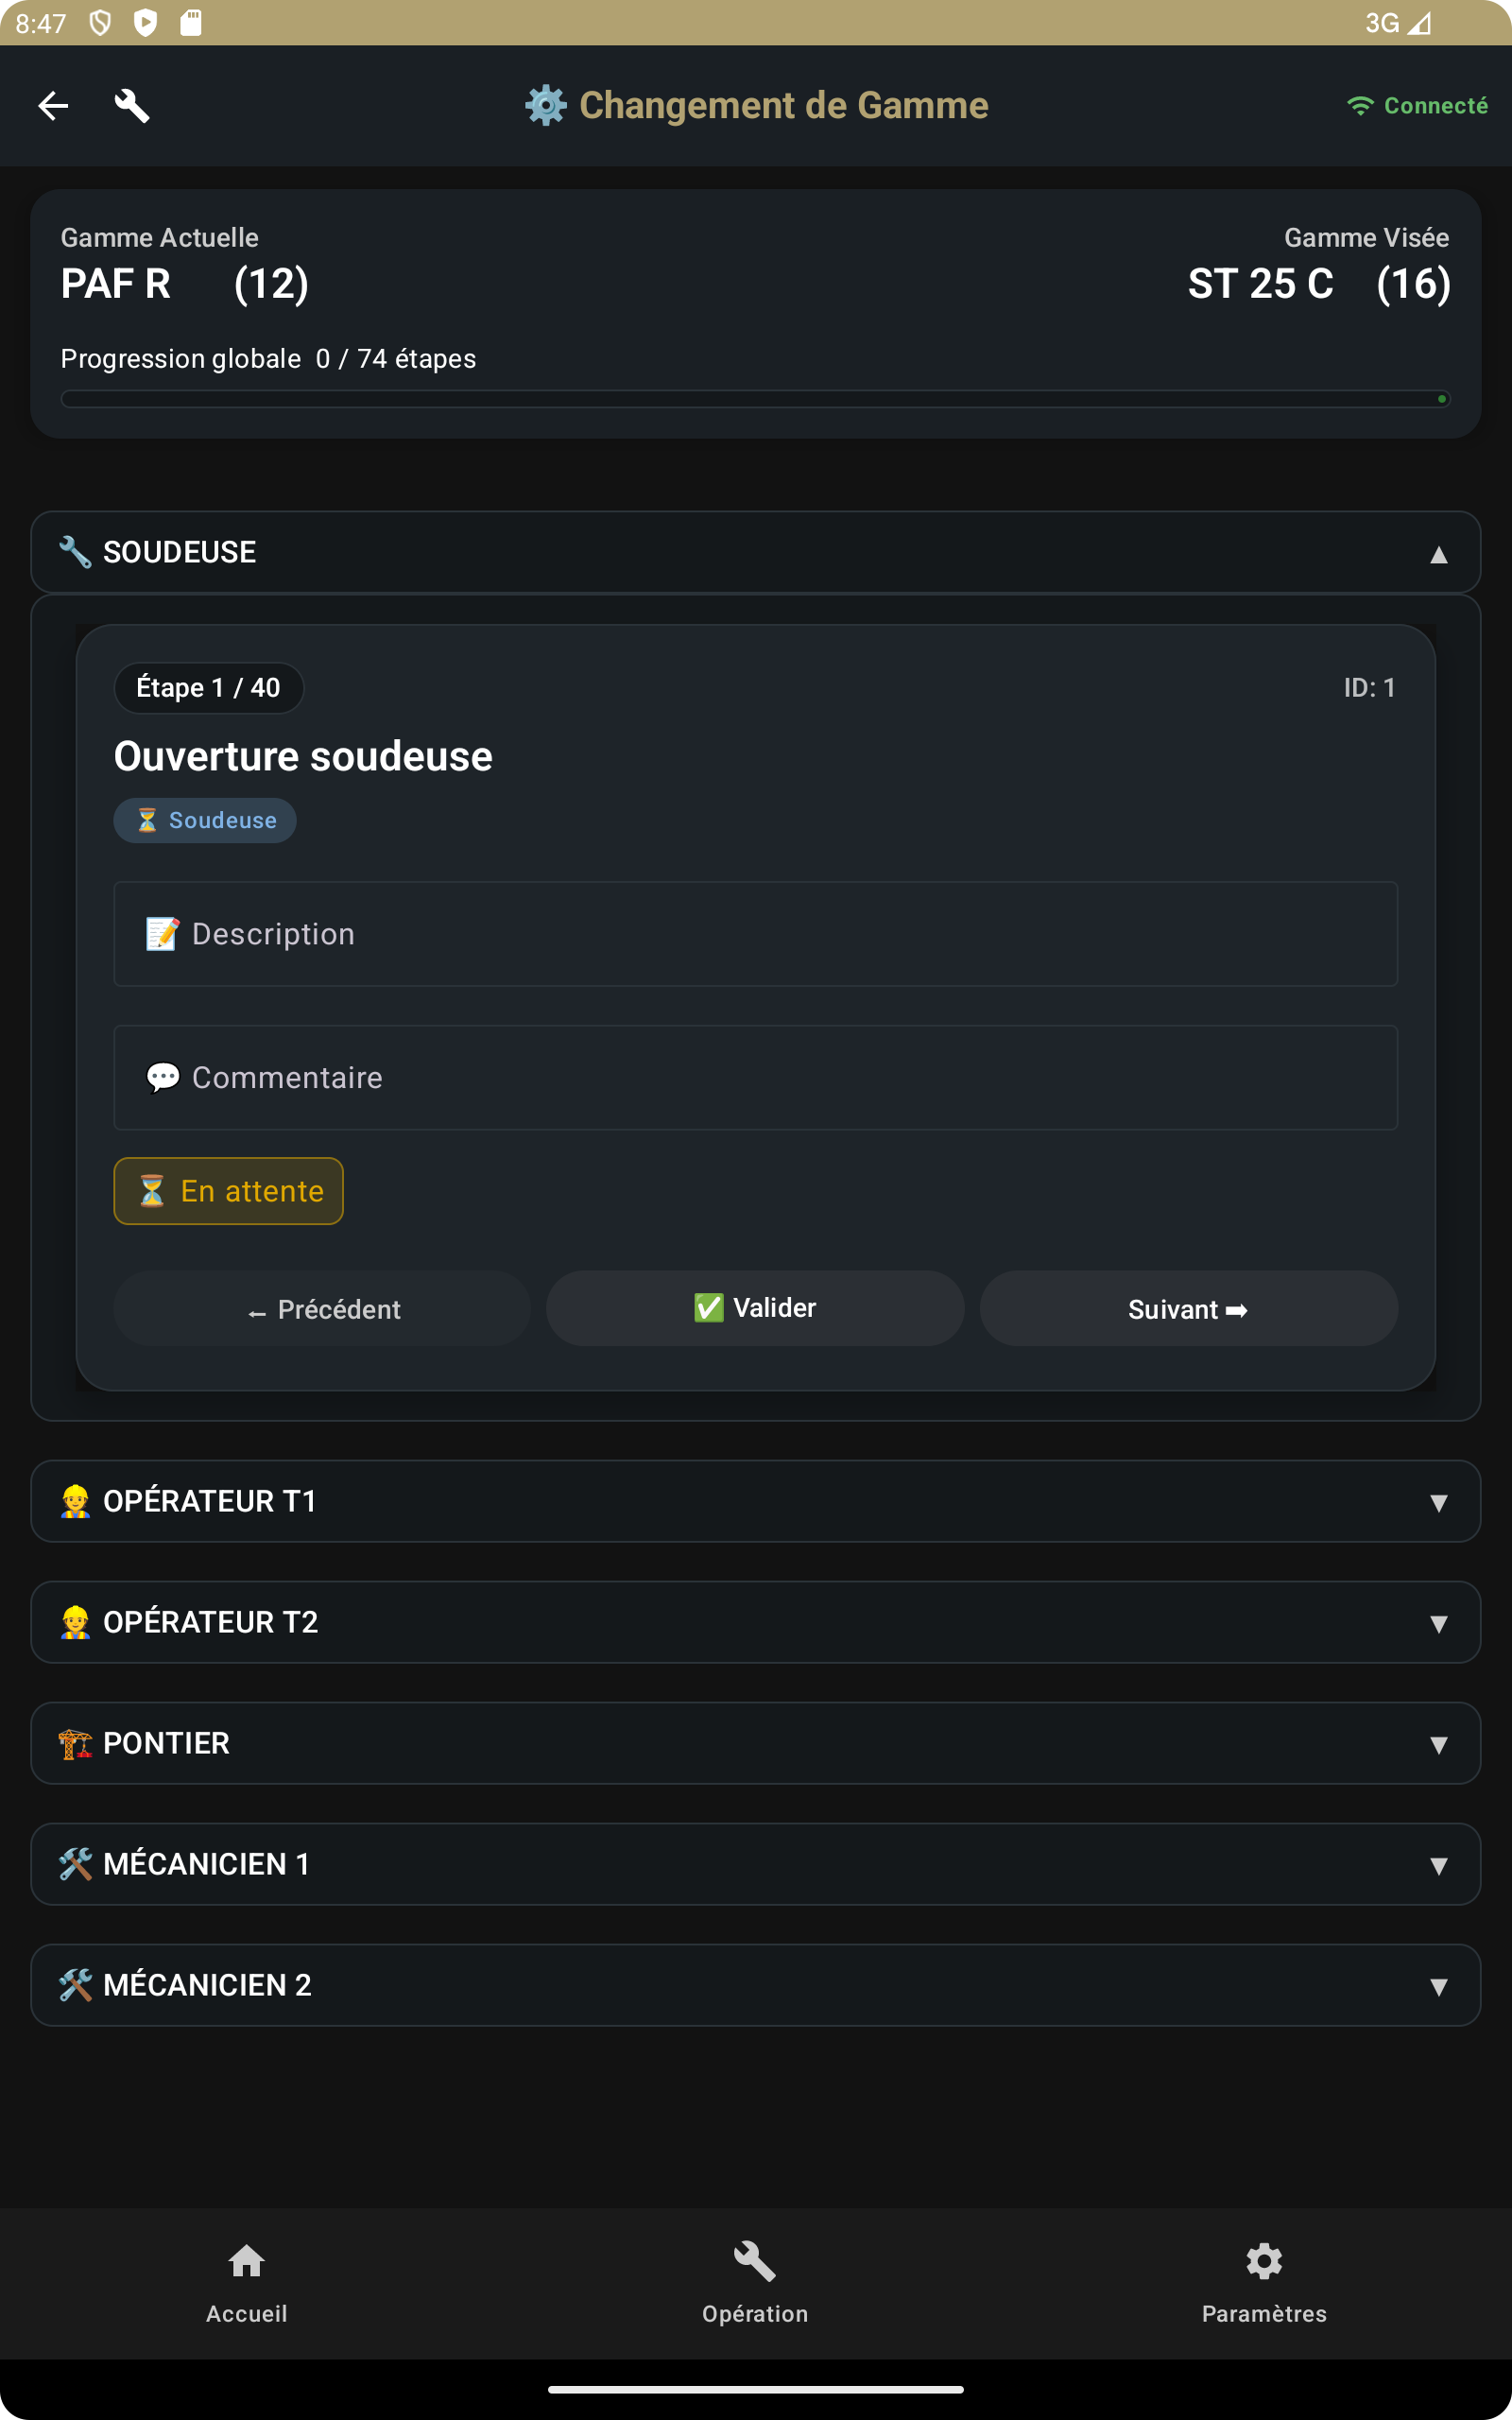 8:47
3G
⚙️ Changement de Gamme
Connecté
Gamme Actuelle
Gamme Visée
PAF R (12)
ST 25 C (16)
Progression globale 0 / 74 étapes
🔧 SOUDEUSE ▲
Étape 1 / 40
ID: 1
Ouverture soudeuse
⏳ Soudeuse
📝 Description
💬 Commentaire
⏳ En attente
← Précédent
✅ Valider
Suivant ➡
👷 OPÉRATEUR T1 ▼
👷 OPÉRATEUR T2 ▼
🏗️ PONTIER ▼
🛠️ MÉCANICIEN 1 ▼
🛠️ MÉCANICIEN 2 ▼
Accueil
Opération
Paramètres